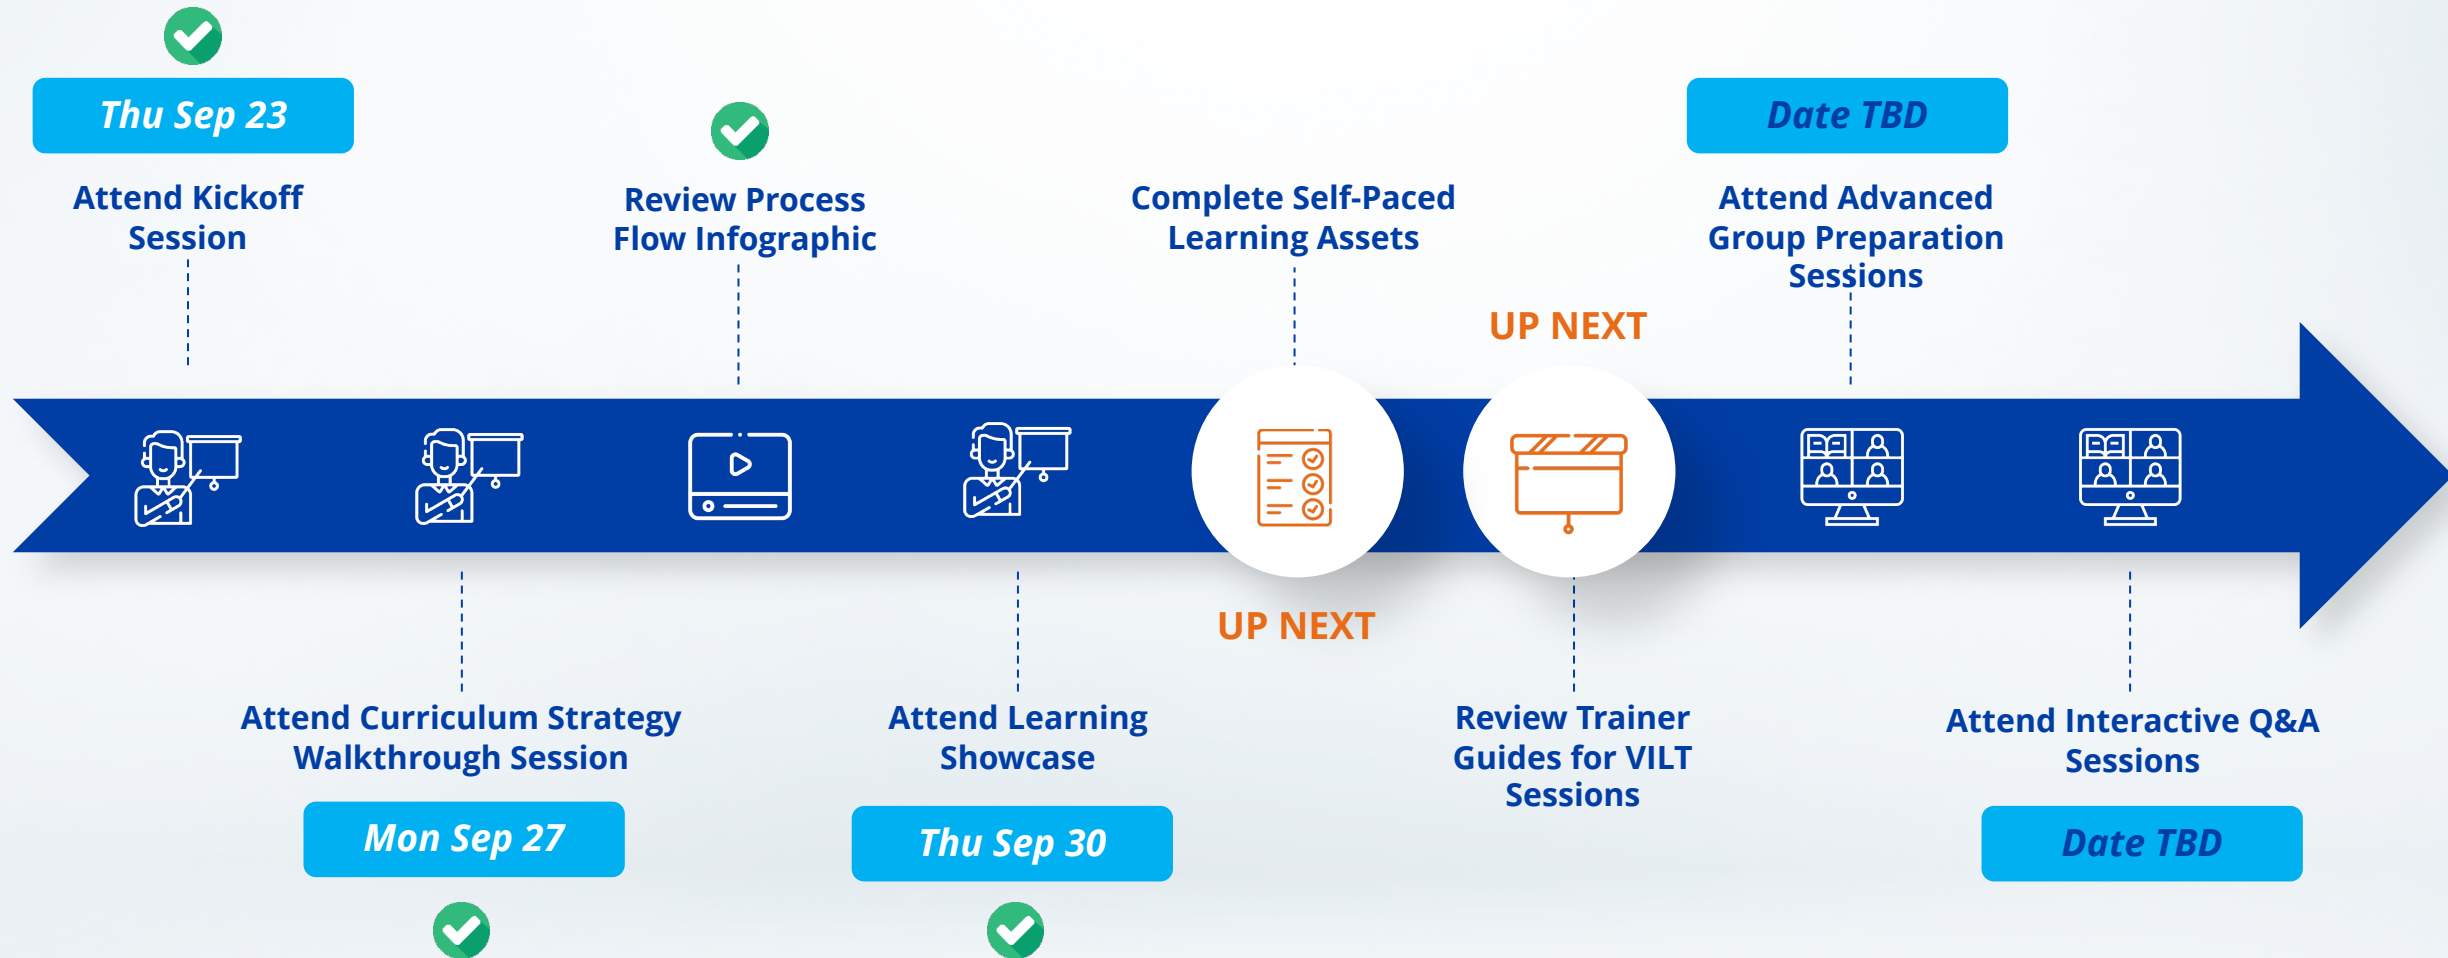 Thu Sep 23
Attend Kickoff
Session
Review Process
Flow Infographic
Complete Self-Paced
Learning Assets
Date TBD
Attend Advanced
Group Preparation
Sessions
UP NEXT
UP NEXT
Attend Curriculum Strategy
Walkthrough Session
Mon Sep 27
Attend Learning
Showcase
Thu Sep 30
Review Trainer
Guides for VILT
Sessions
Attend Interactive Q&A
Sessions
Date TBD